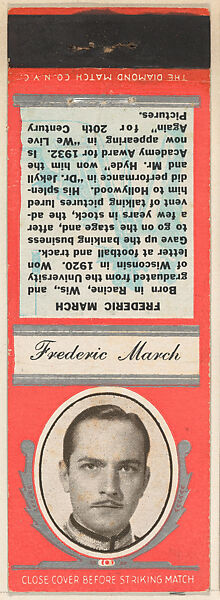 THE DIAMOND MATCH CO. N.Y.C.
FREDERIC MARCH
Born in Racine, Wis., and
graduated from the University
of Wisconsin in 1920. Won
letter at football and track.
Gave up the banking business
to go on the stage and, after
a few years in stock, the ad-
vent of Talking pictures lured
him to Hollywood. His splen-
did performance in "Dr. Jekyll
and Mr. Hyde" won him the
Academy Award for 1932. Is
now appearing in "We Live
Again" for 20th Century
Pictures.
Frederic March
CLOSE COVER BEFORE STRIKING MATCH